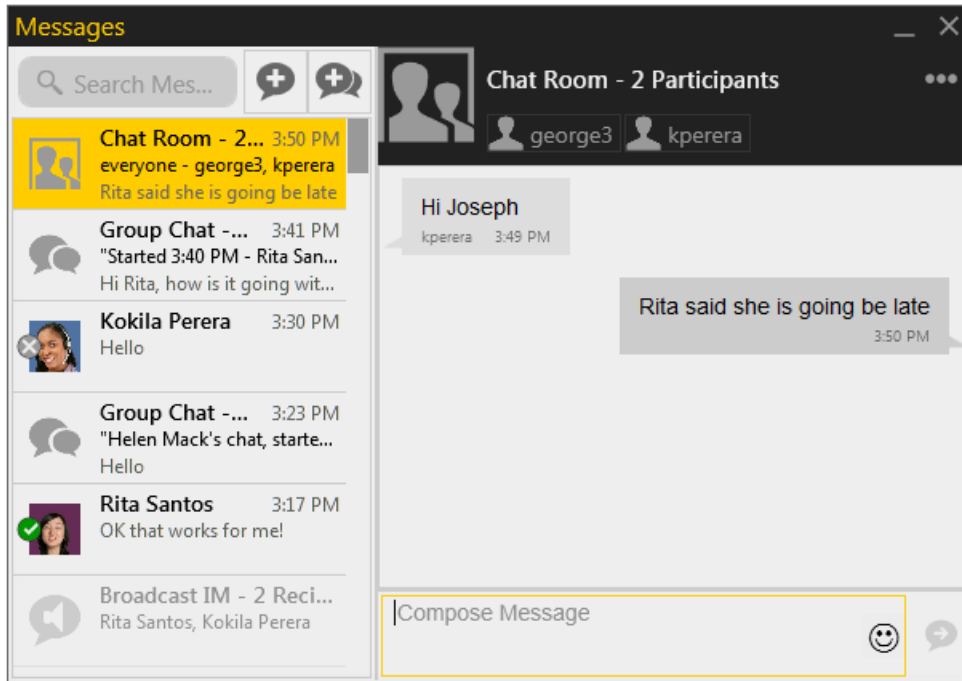 Messages
Search Mes...
Chat Room - 2... 3:50 PM
everyone - george3, kperera
Rita said she is going be late
Group Chat -... 3:41 PM
"Started 3:40 PM - Rita San...
Hi Rita, how is it going wit...
Kokila Perera 3:30 PM
Hello
Group Chat -... 3:23 PM
"Helen Mack's chat, starte...
Hello
Rita Santos 3:17 PM
OK that works for me!
Broadcast IM - 2 Reci...
Rita Santos, Kokila Perera
Chat Room - 2 Participants
george3 kperera
Hi Joseph
kperera 3:49 PM
Rita said she is going be late
3:50 PM
Compose Message